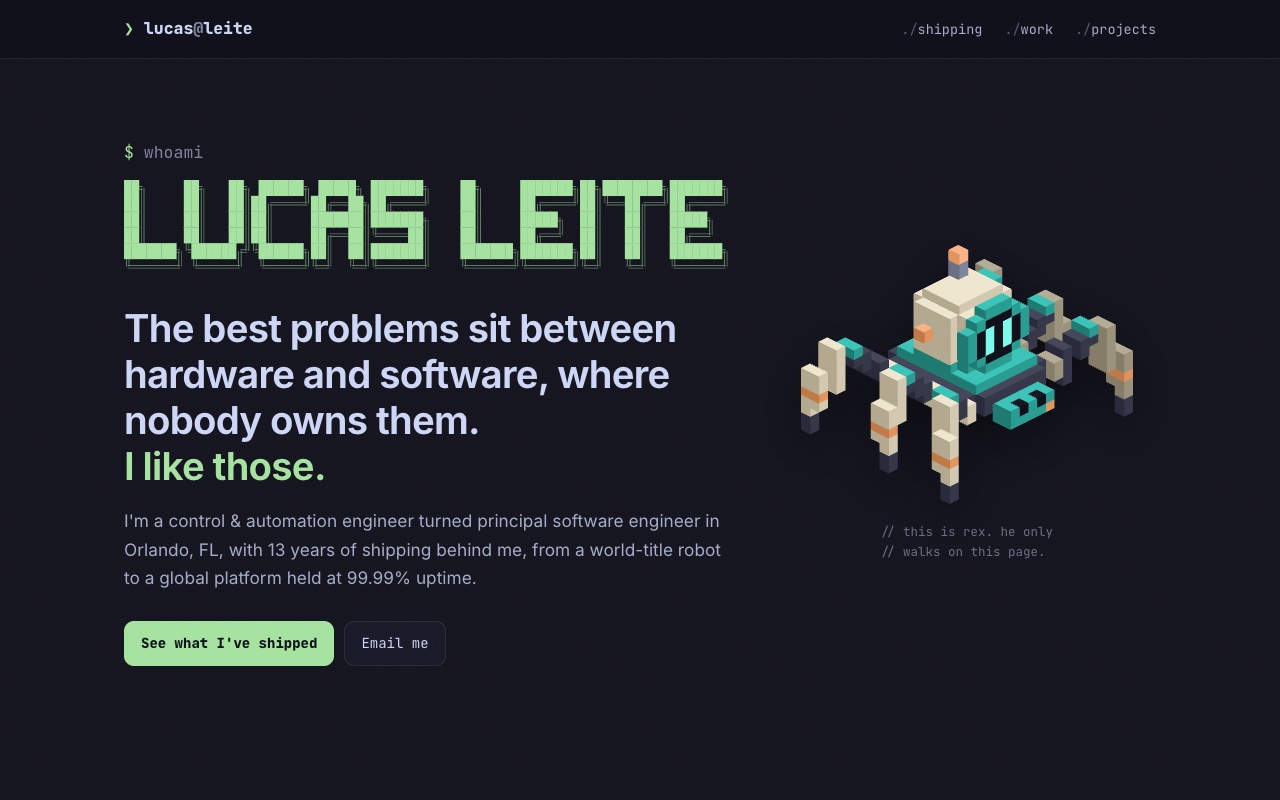 ❯ lucas@leite
./shipping ./work ./projects
$ whoami
LUCAS LEITE
The best problems sit between
hardware and software, where
nobody owns them.
I like those.
I'm a control & automation engineer turned principal software engineer in
Orlando, FL, with 13 years of shipping behind me, from a world-title robot
to a global platform held at 99.99% uptime.
See what I've shipped
Email me
// this is rex. he only
// walks on this page.